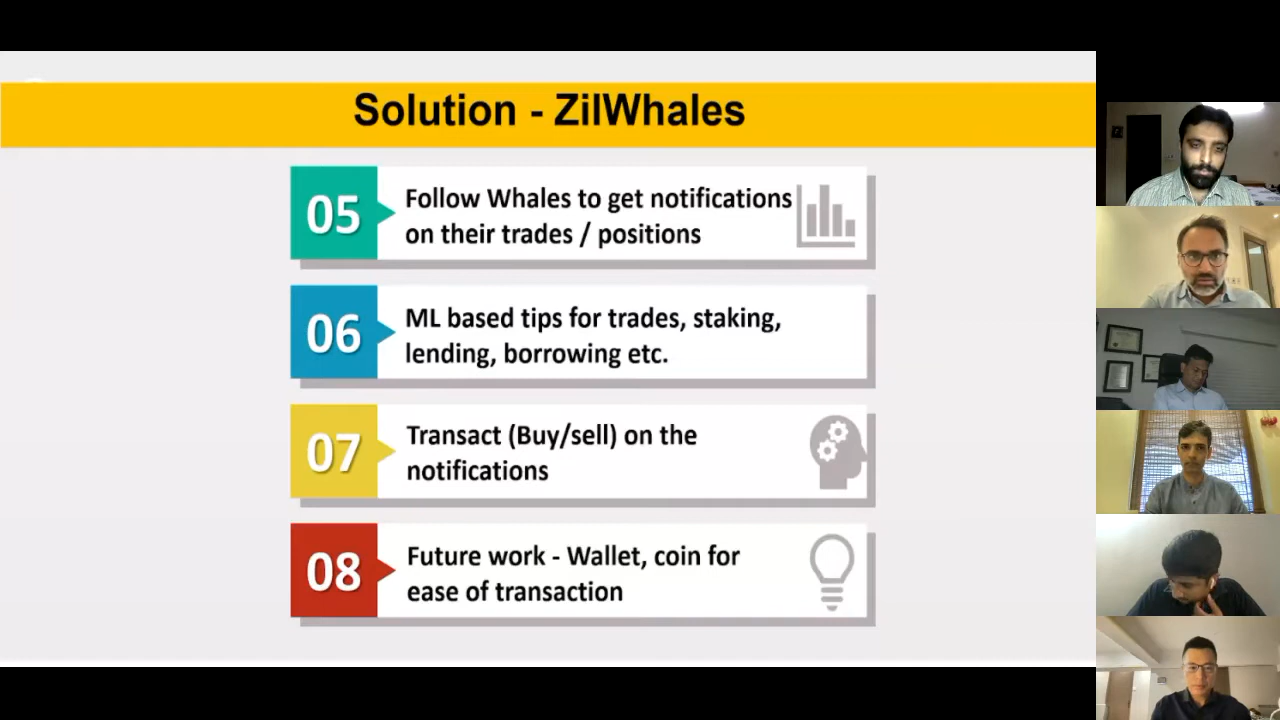 Solution - ZilWhales
05
Follow Whales to get notifications
on their trades / positions
06
ML based tips for trades, staking,
lending, borrowing etc.
07
Transact (Buy/sell) on the
notifications
08
Future work - Wallet, coin for
ease of transaction